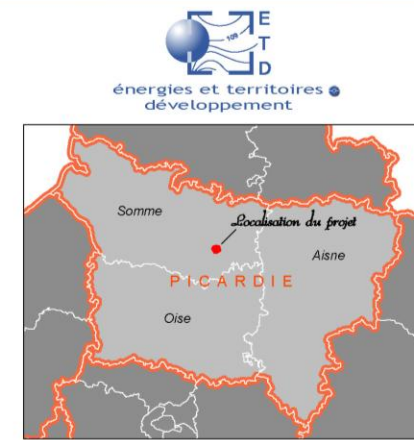 E
T
D
109
énergies et territoires
développement
Somme
Localisation du projet
Aisne
PICARDIE
Oise